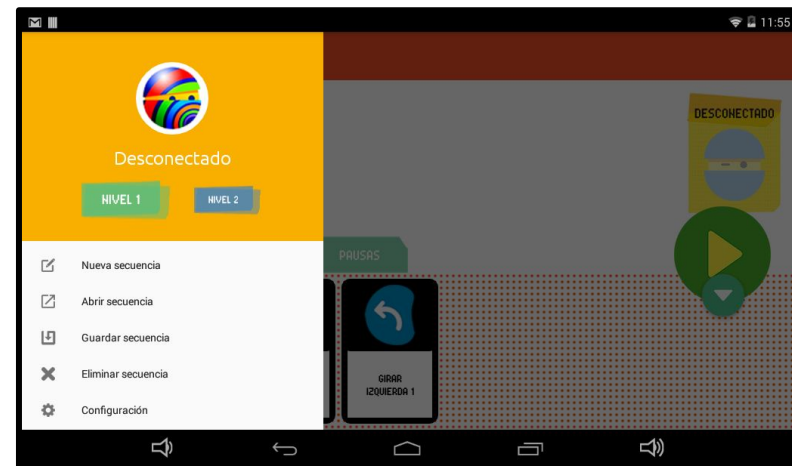 11:55
Desconectado
NIVEL 1
NIVEL 2
Nueva secuencia
Abrir secuencia
Guardar secuencia
Eliminar secuencia
Configuración
DESCONECTADO
PAUSAS
GIRAR
IZQUIERDA 1